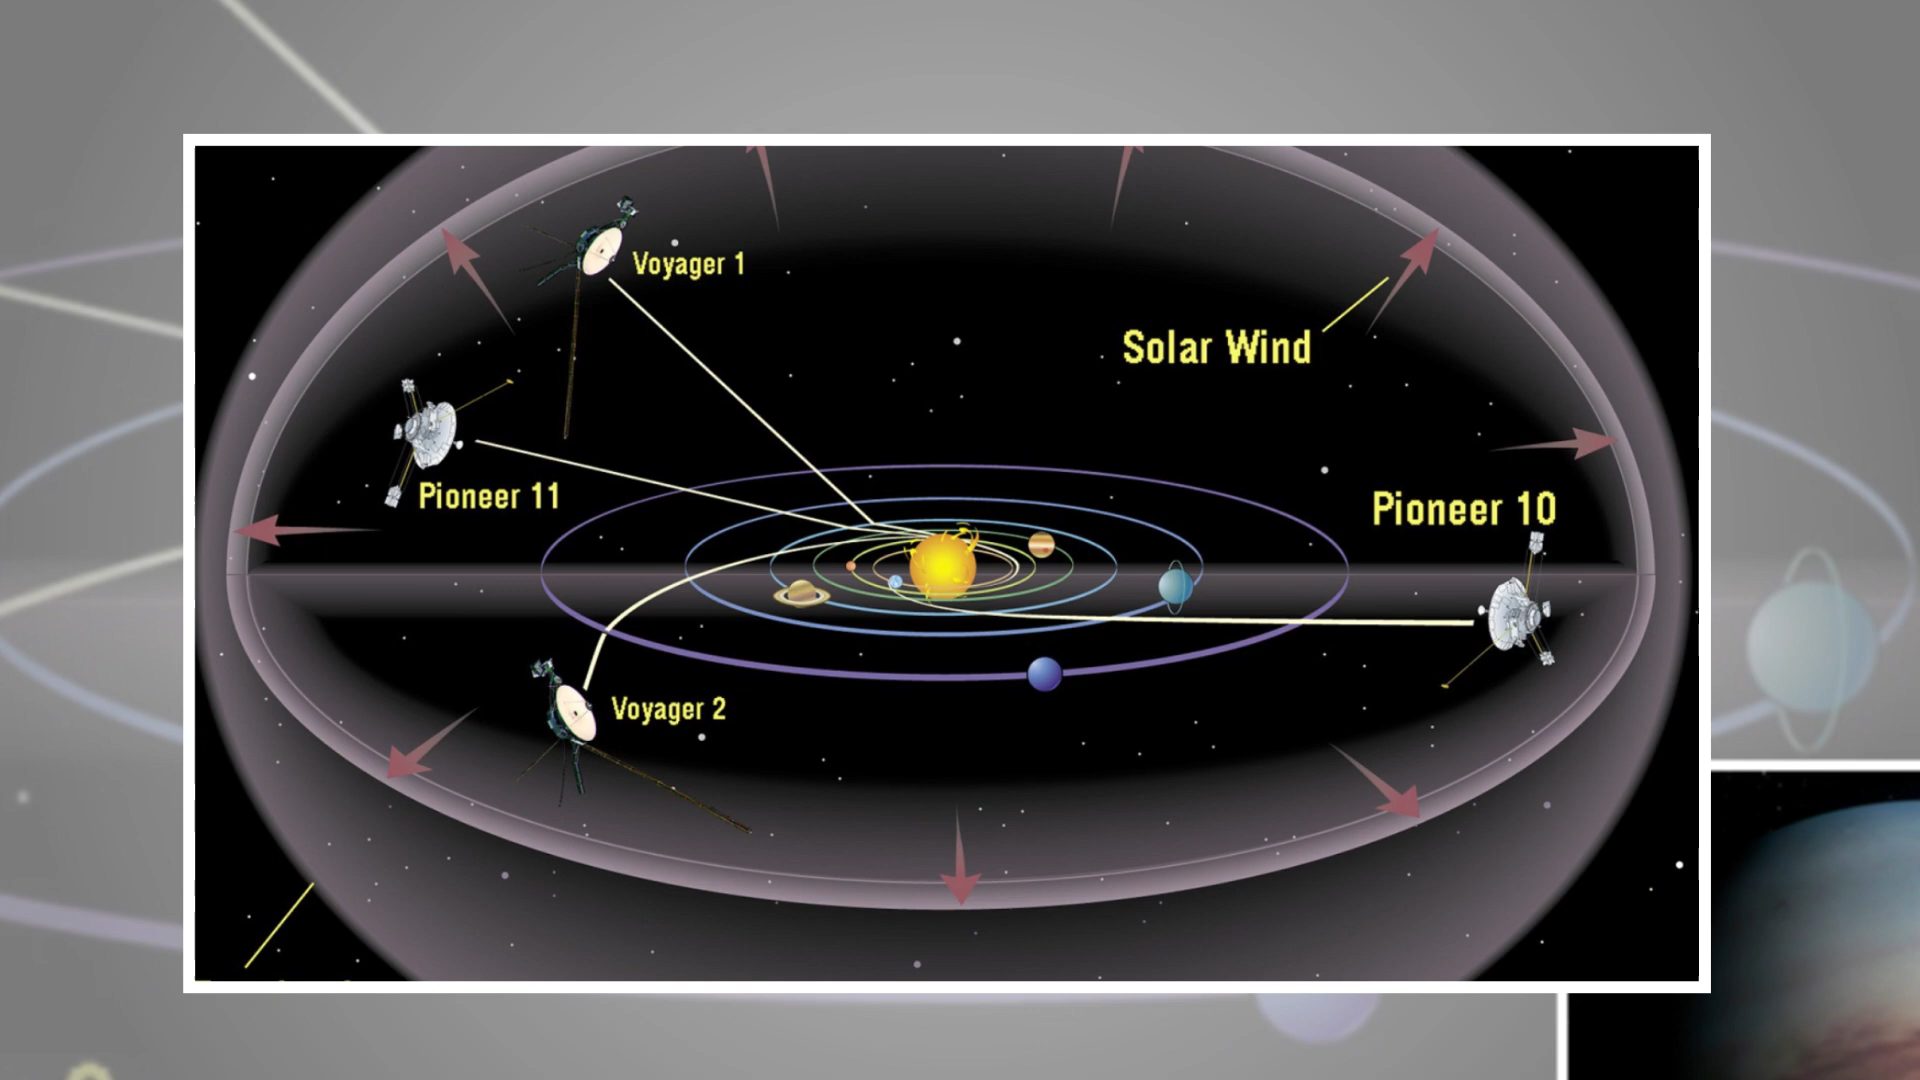 Voyager 1
Solar Wind
Pioneer 11
Pioneer 10
Voyager 2